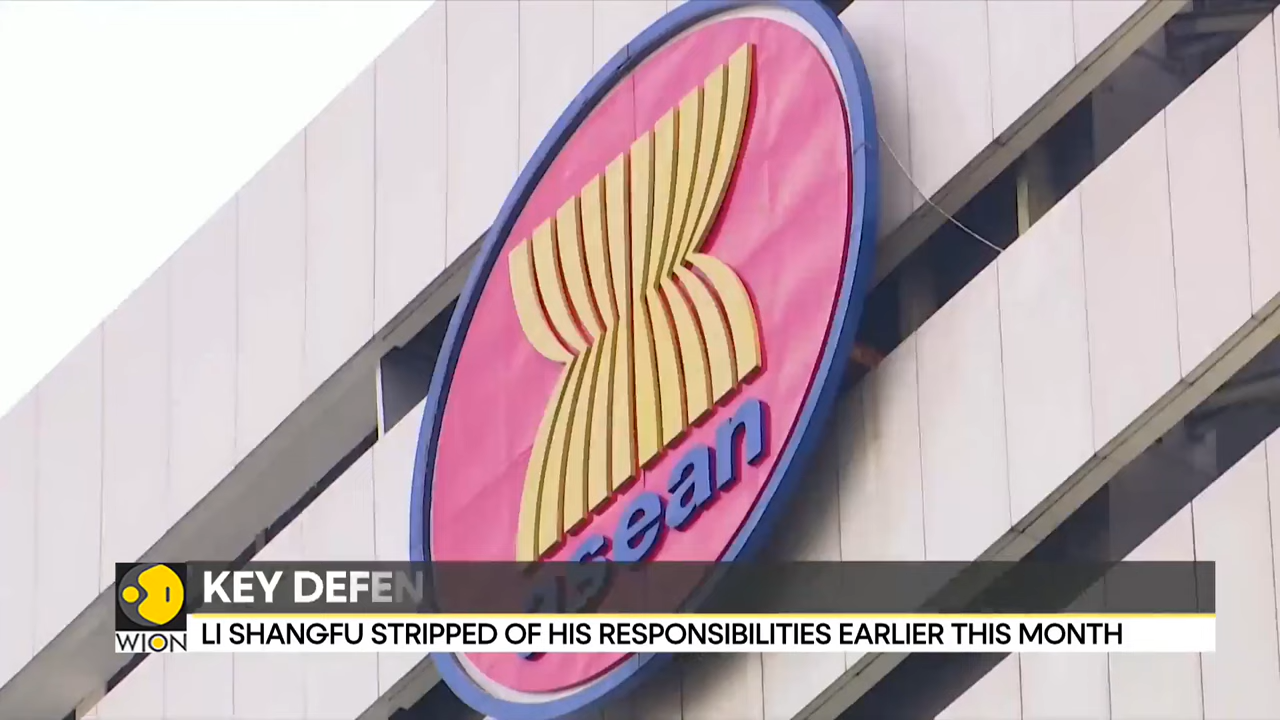 asean
KEY DEFEN
LI SHANGFU STRIPPED OF HIS RESPONSIBILITIES EARLIER THIS MONTH
WION